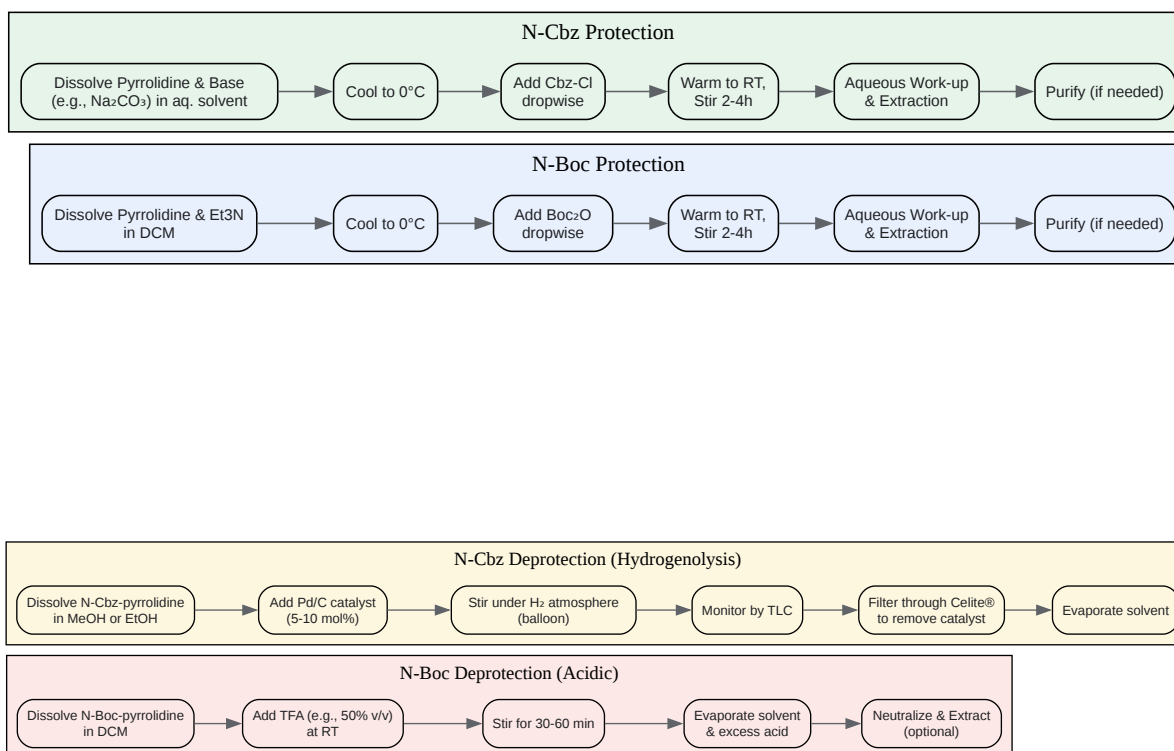 N-Cbz Protection
Dissolve Pyrrolidine & Base
(e.g., Na₂CO₃) in aq. solvent
Cool to 0°C
Add Cbz-Cl
dropwise
Warm to RT,
Stir 2-4h
Aqueous Work-up
& Extraction
Purify (if needed)
N-Boc Protection
Dissolve Pyrrolidine & Et3N
in DCM
Cool to 0°C
Add Boc₂O
dropwise
Warm to RT,
Stir 2-4h
Aqueous Work-up
& Extraction
Purify (if needed)
N-Cbz Deprotection (Hydrogenolysis)
Dissolve N-Cbz-pyrrolidine
in MeOH or EtOH
Add Pd/C catalyst
(5-10 mol%)
Stir under H₂ atmosphere
(balloon)
Monitor by TLC
Filter through Celite®
to remove catalyst
Evaporate solvent
N-Boc Deprotection (Acidic)
Dissolve N-Boc-pyrrolidine
in DCM
Add TFA (e.g., 50% v/v)
at RT
Stir for 30-60 min
Evaporate solvent
& excess acid
Neutralize & Extract
(optional)